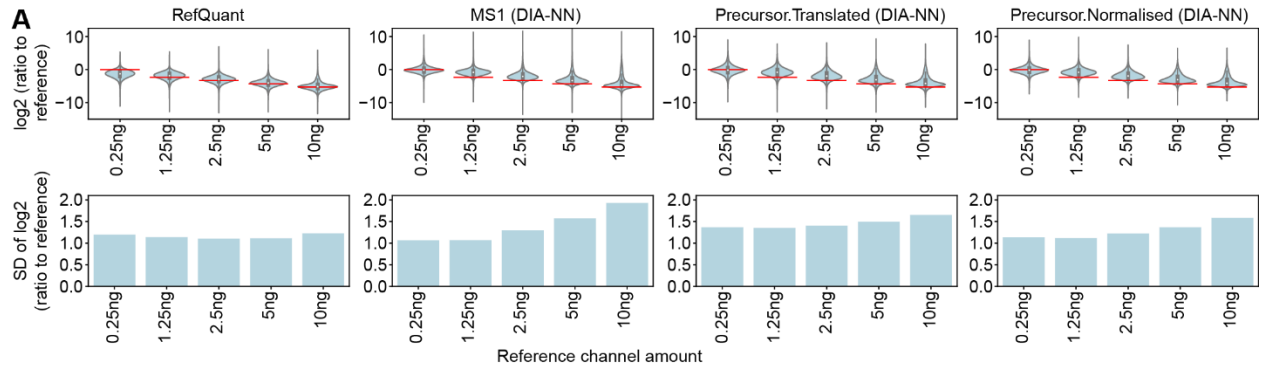 A
RefQuant
MS1 (DIA-NN)
Precursor.Translated (DIA-NN)
Precursor.Normalised (DIA-NN)
log2 (ratio to
reference)
10
0
−10
0.25ng
1.25ng
2.5ng
5ng
10ng
10
0
−10
0.25ng
1.25ng
2.5ng
5ng
10ng
10
0
−10
0.25ng
1.25ng
2.5ng
5ng
10ng
10
0
−10
0.25ng
1.25ng
2.5ng
5ng
10ng
SD of log2
(ratio to reference)
2.0
1.5
1.0
0.5
0.0
0.25ng
1.25ng
2.5ng
5ng
10ng
2.0
1.5
1.0
0.5
0.0
0.25ng
1.25ng
2.5ng
5ng
10ng
2.0
1.5
1.0
0.5
0.0
0.25ng
1.25ng
2.5ng
5ng
10ng
2.0
1.5
1.0
0.5
0.0
0.25ng
1.25ng
2.5ng
5ng
10ng
Reference channel amount